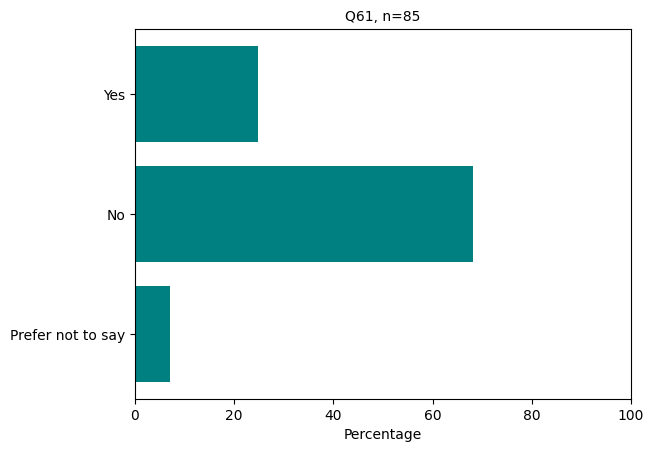 Q61, n=85
Yes
No
Prefer not to say
0 20 40 60 80 100
Percentage